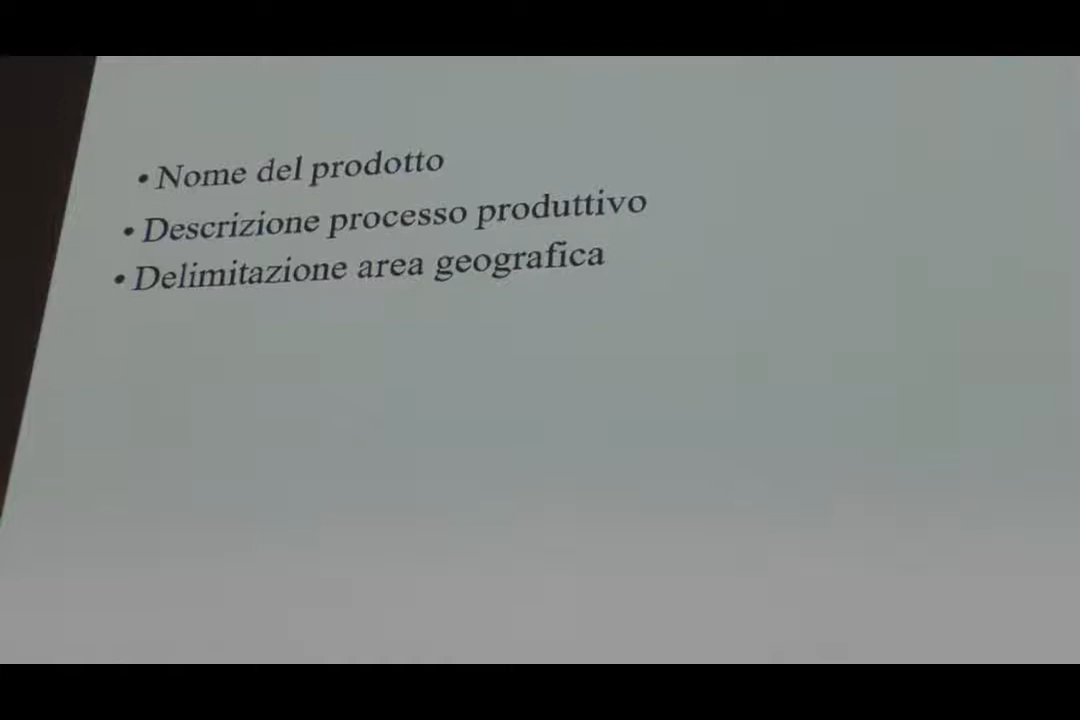 • Nome del prodotto
• Descrizione processo produttivo
• Delimitazione area geografica